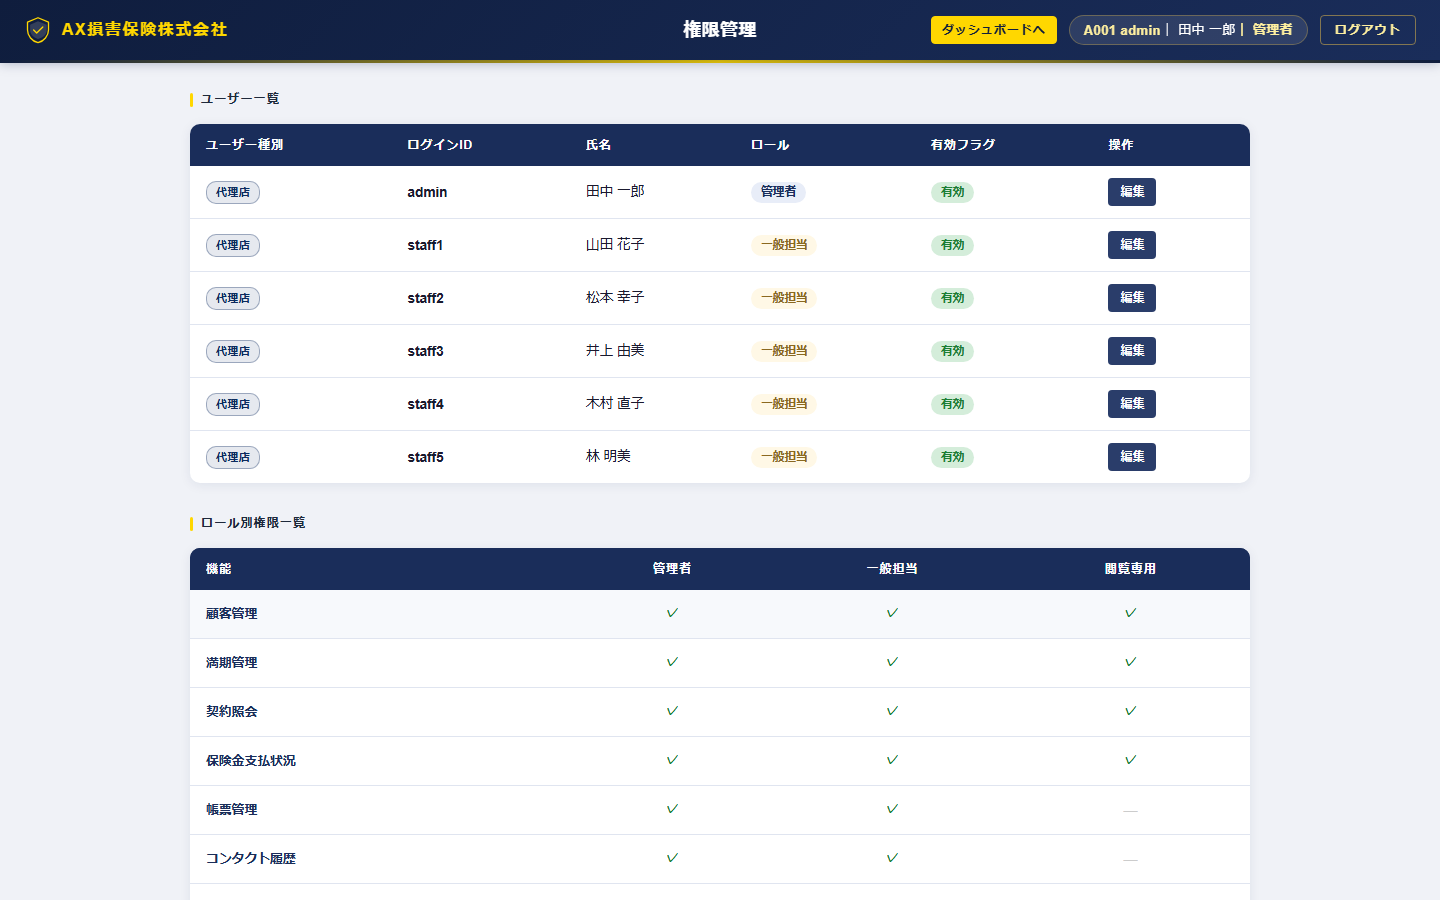 AX損害保険株式会社 権限管理 ダッシュボードへ A001 admin | 田中 一郎 | 管理者 ログアウト
ユーザー一覧
ユーザー種別 ログインID 氏名 ロール 有効フラグ 操作
代理店 admin 田中 一郎 管理者 有効 編集
代理店 staff1 山田 花子 一般担当 有効 編集
代理店 staff2 松本 幸子 一般担当 有効 編集
代理店 staff3 井上 由美 一般担当 有効 編集
代理店 staff4 木村 直子 一般担当 有効 編集
代理店 staff5 林 明美 一般担当 有効 編集
ロール別権限一覧
機能 管理者 一般担当 閲覧専用
顧客管理 ✓ ✓ ✓
満期管理 ✓ ✓ ✓
契約照会 ✓ ✓ ✓
保険金支払状況 ✓ ✓ ✓
帳票管理 ✓ ✓ —
コンタクト履歴 ✓ ✓ —